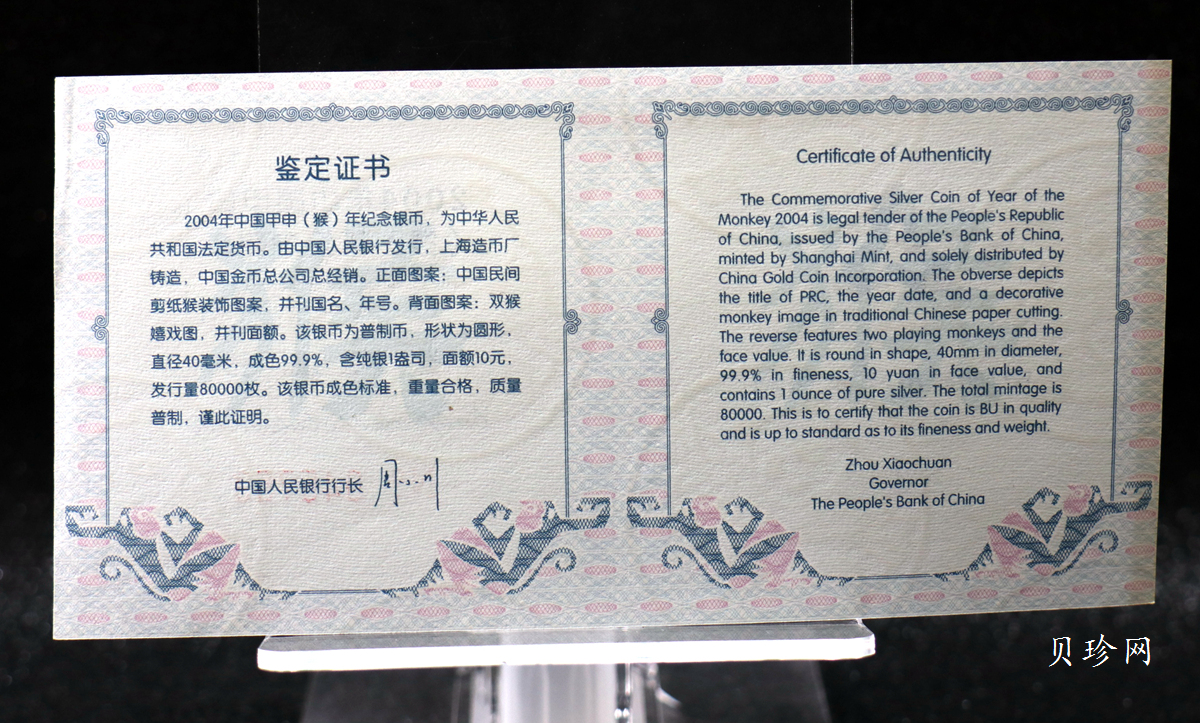 鉴定证书
2004年中国甲申（猴）年纪念银币，为中华人民
共和国法定货币。由中国人民银行发行，上海造币厂
铸造，中国金币总公司总经销。正面图案：中国民间
剪纸猴装饰图案，并刊国名、年号。背面图案：双猴
嬉戏图，并刊面额。该银币为普制币，形状为圆形，
直径40毫米，成色99.9%，含纯银1盎司，面额10元，
发行量80000枚。该银币成色标准，重量合格，质量
普制，谨此证明。
中国人民银行行长 周小川
Certificate of Authenticity
The Commemorative Silver Coin of Year of the
Monkey 2004 is legal tender of the People's Republic
of China, issued by the People's Bank of China,
minted by Shanghai Mint, and solely distributed by
China Gold Coin Incorporation. The obverse depicts
the title of PRC, the year date, and a decorative
monkey image in traditional Chinese paper cutting.
The reverse features two playing monkeys and the
face value. It is round in shape, 40mm in diameter,
99.9% in fineness, 10 yuan in face value, and
contains 1 ounce of pure silver. The total mintage is
80000. This is to certify that the coin is BU in quality
and is up to standard as to its fineness and weight.
Zhou Xiaochuan
Governor
The People's Bank of China
贝珍网